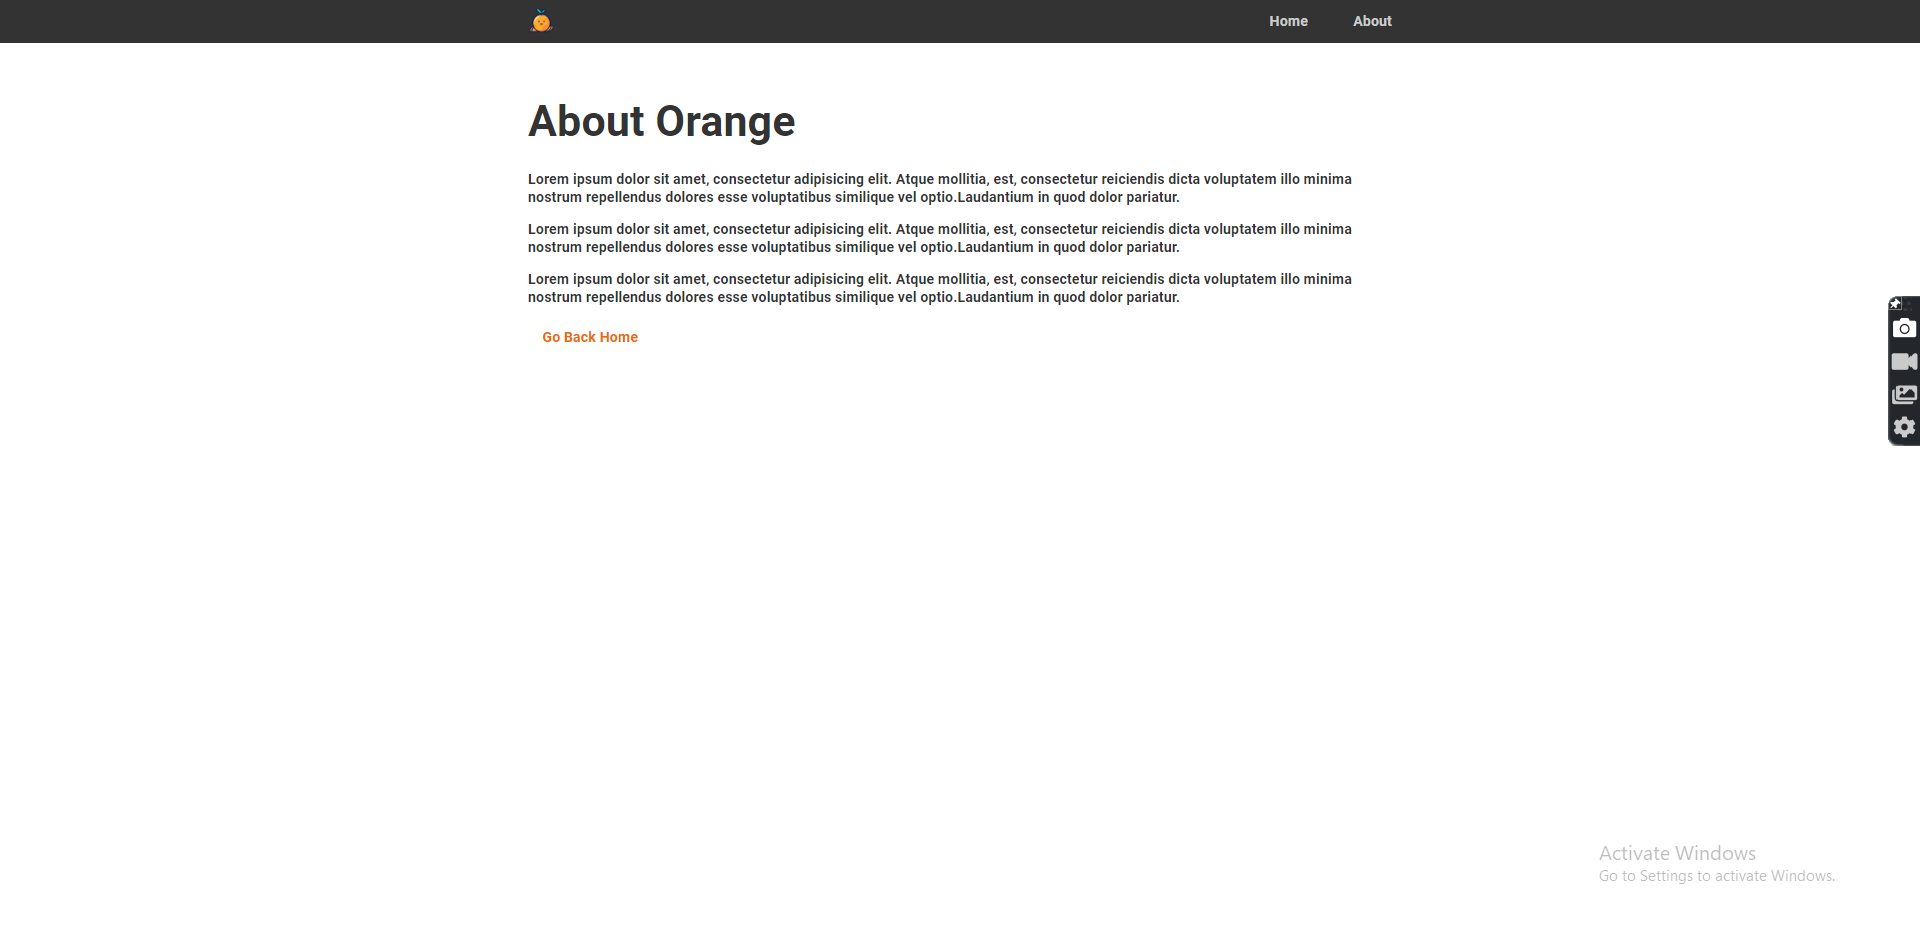 Home About
About Orange
Lorem ipsum dolor sit amet, consectetur adipisicing elit. Atque mollitia, est, consectetur reiciendis dicta voluptatem illo minima
nostrum repellendus dolores esse voluptatibus similique vel optio.Laudantium in quod dolor pariatur.
Lorem ipsum dolor sit amet, consectetur adipisicing elit. Atque mollitia, est, consectetur reiciendis dicta voluptatem illo minima
nostrum repellendus dolores esse voluptatibus similique vel optio.Laudantium in quod dolor pariatur.
Lorem ipsum dolor sit amet, consectetur adipisicing elit. Atque mollitia, est, consectetur reiciendis dicta voluptatem illo minima
nostrum repellendus dolores esse voluptatibus similique vel optio.Laudantium in quod dolor pariatur.
Go Back Home
Activate Windows
Go to Settings to activate Windows.